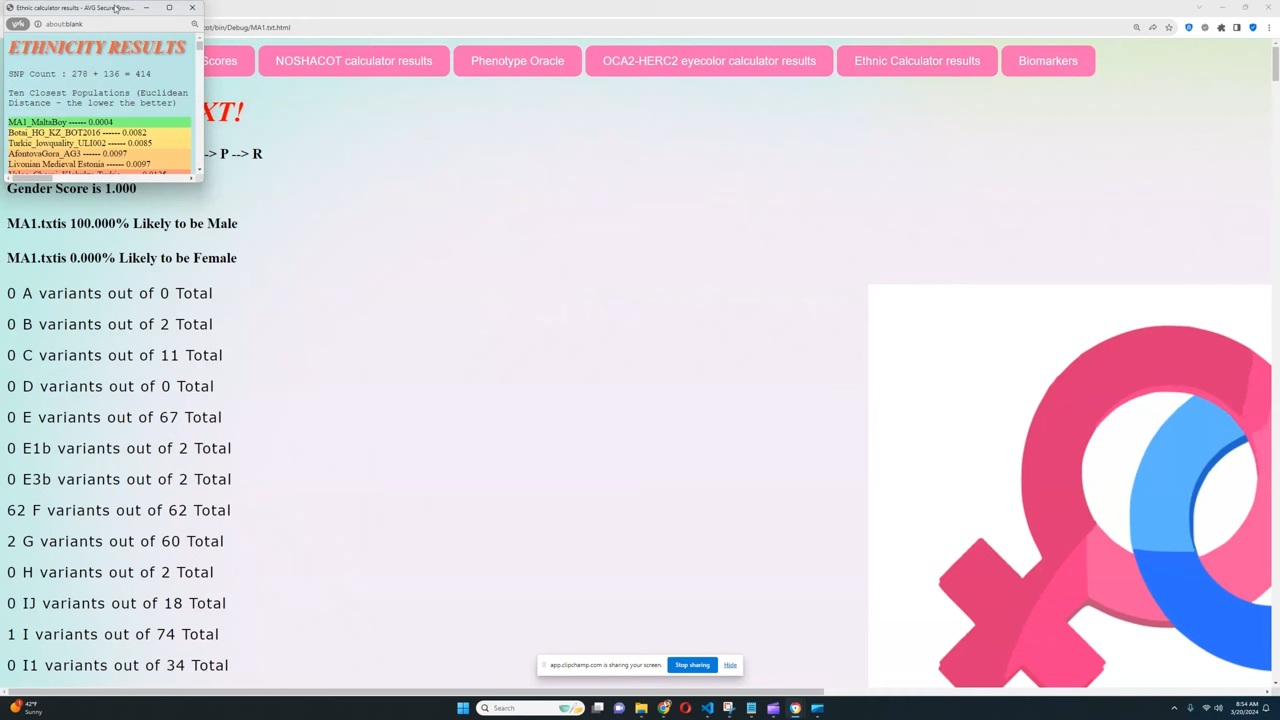 Ethnic calculator results - AVG Secure Brow...
VPN about:blank
ETHNICITY RESULTS
SNP Count : 278 + 136 = 414
Ten Closest Populations (Euclidean
Distance - the lower the better)
MA1_MaltaBoy ------ 0.0004
Botai_HG_KZ_BOT2016 ------ 0.0082
Turkic_lowquality_ULI002 ------ 0.0085
AfontovaGora_AG3 ------ 0.0097
Livonian Medieval Estonia ------ 0.0097
cot/bin/Debug/MA1.txt.html
Scores
NOSHACOT calculator results
Phenotype Oracle
OCA2-HERC2 eyecolor calculator results
Ethnic Calculator results
Biomarkers
XT!
--> P --> R
Gender Score is 1.000
MA1.txtis 100.000% Likely to be Male
MA1.txtis 0.000% Likely to be Female
0 A variants out of 0 Total
0 B variants out of 2 Total
0 C variants out of 11 Total
0 D variants out of 0 Total
0 E variants out of 67 Total
0 E1b variants out of 2 Total
0 E3b variants out of 2 Total
62 F variants out of 62 Total
2 G variants out of 60 Total
0 H variants out of 2 Total
0 IJ variants out of 18 Total
1 I variants out of 74 Total
0 I1 variants out of 34 Total
app.clipchamp.com is sharing your screen.
Stop sharing
Hide
42°F
Sunny
Search
8:54 AM
3/20/2024